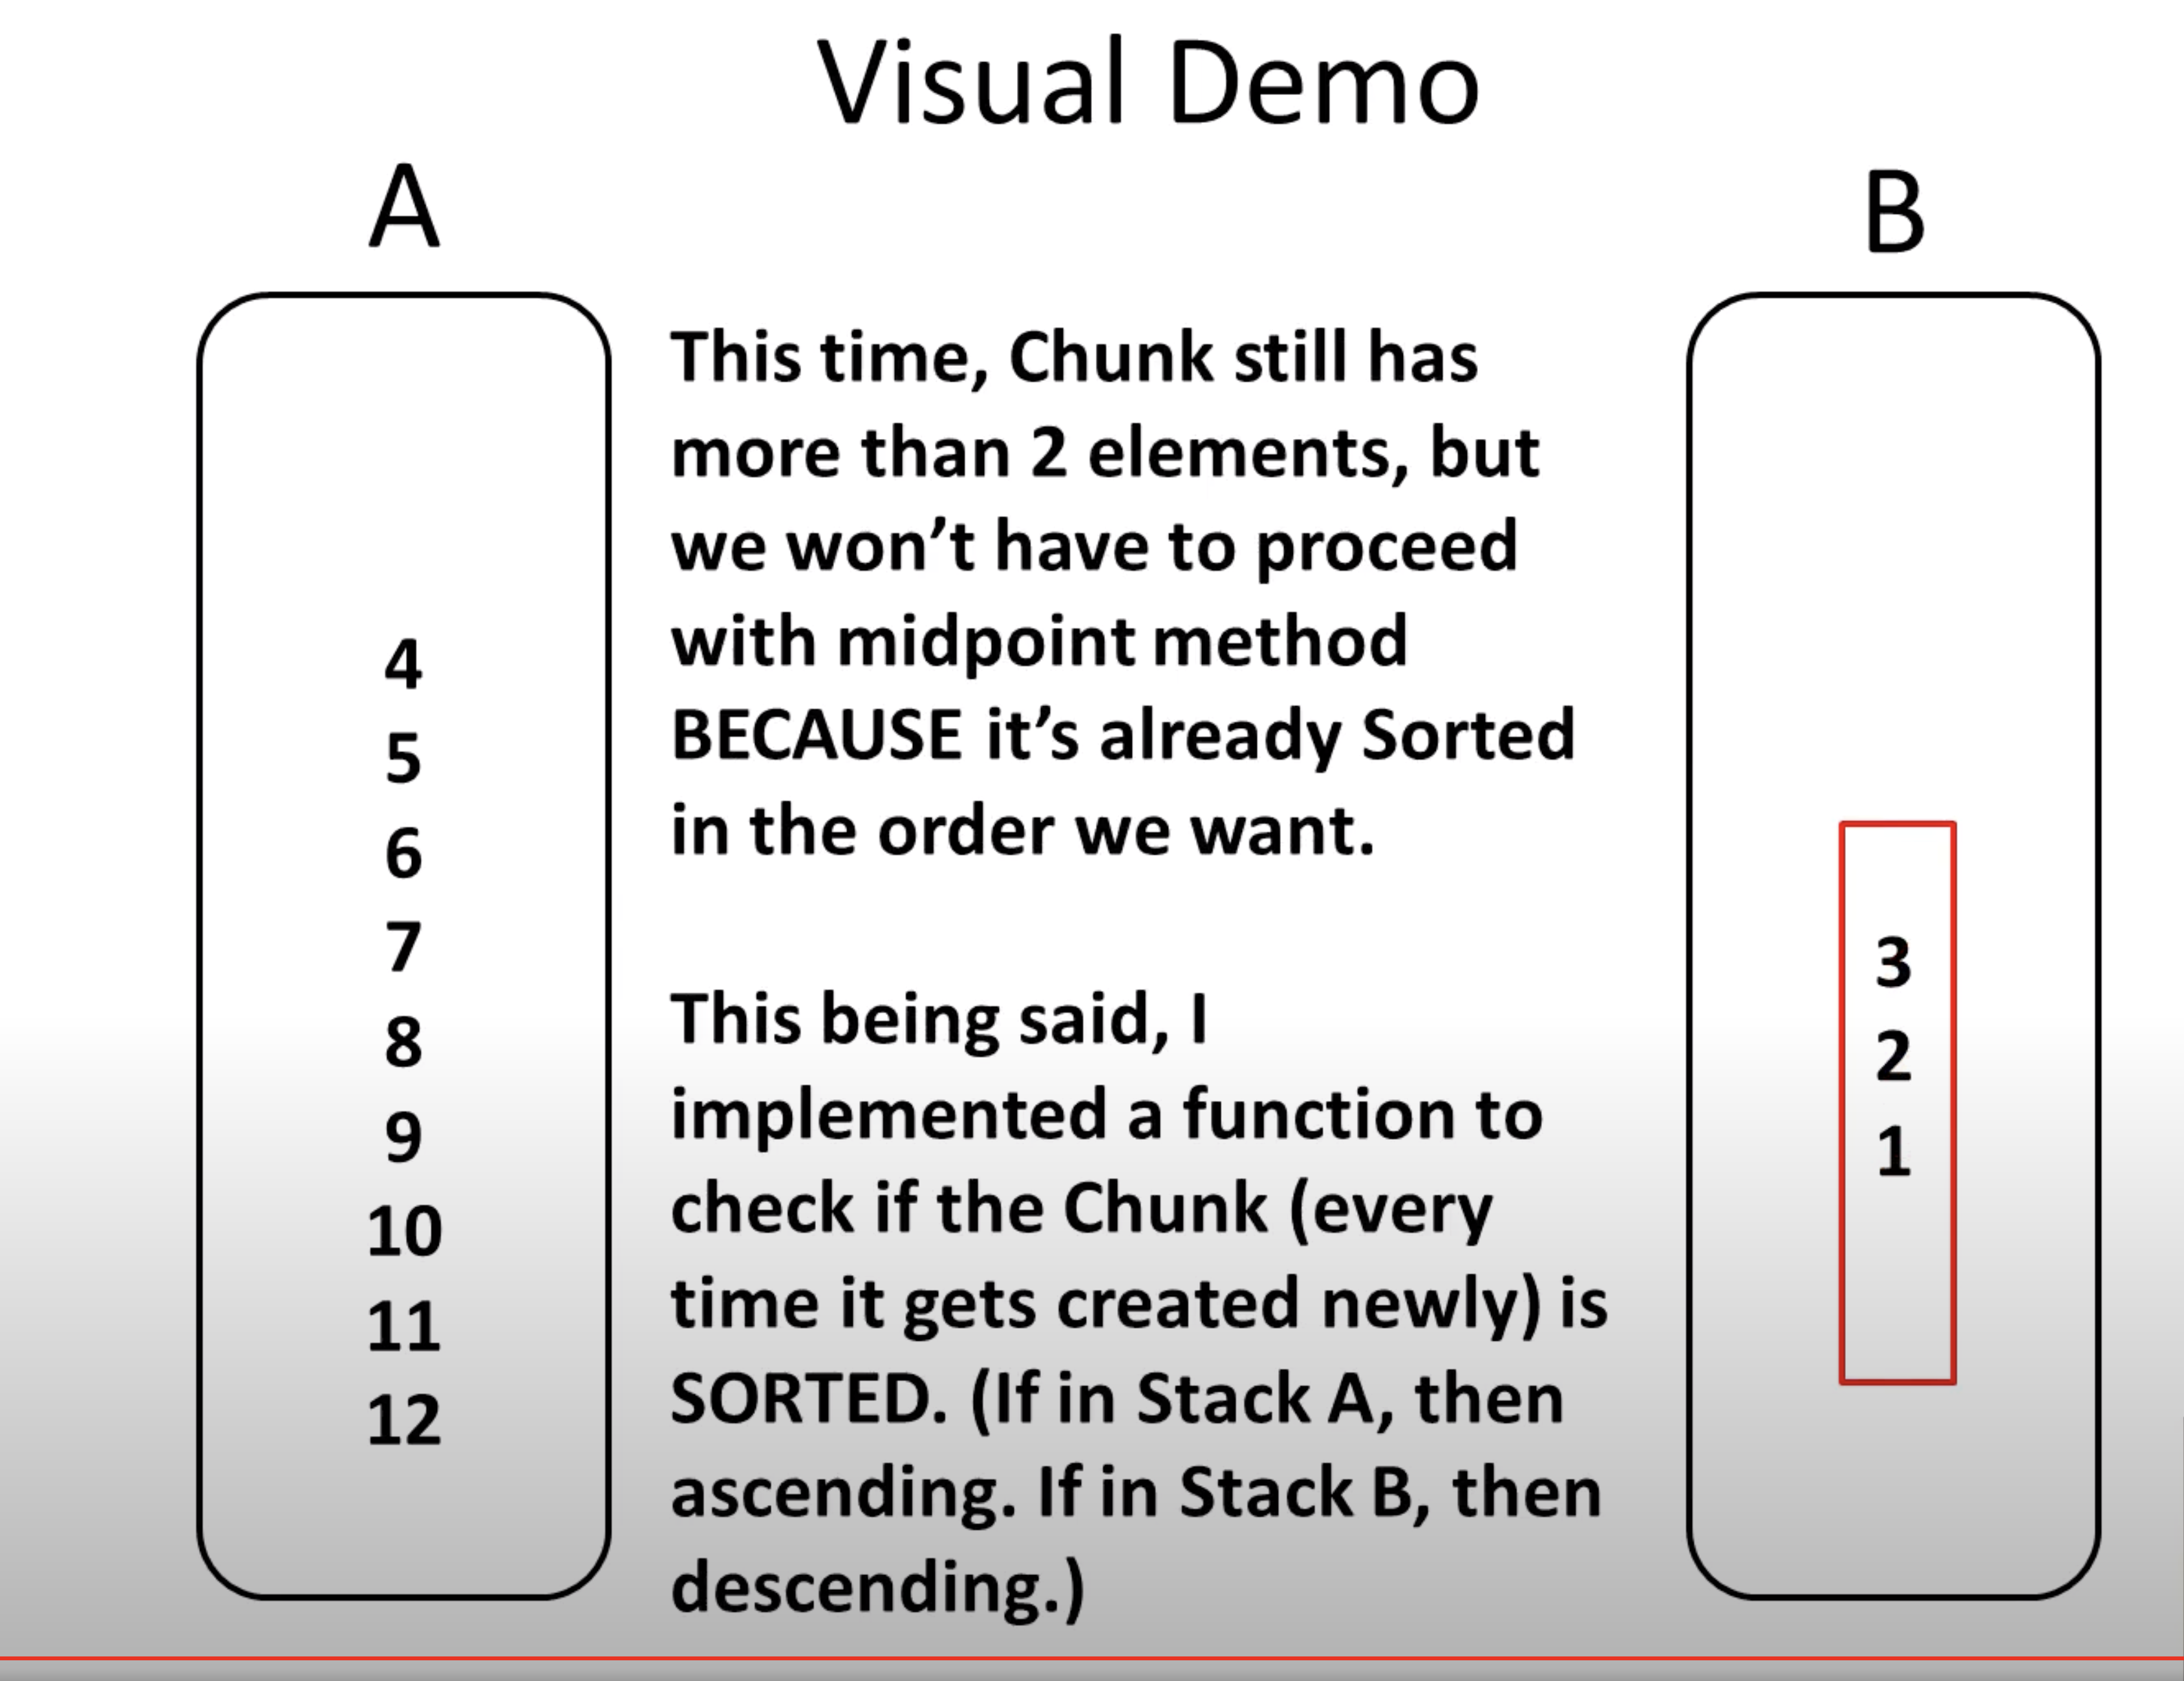 Visual Demo
A
B
4
5
6
7
8
9
10
11
12
This time, Chunk still has
more than 2 elements, but
we won’t have to proceed
with midpoint method
BECAUSE it’s already Sorted
in the order we want.
This being said, I
implemented a function to
check if the Chunk (every
time it gets created newly) is
SORTED. (If in Stack A, then
ascending. If in Stack B, then
descending.)
3
2
1